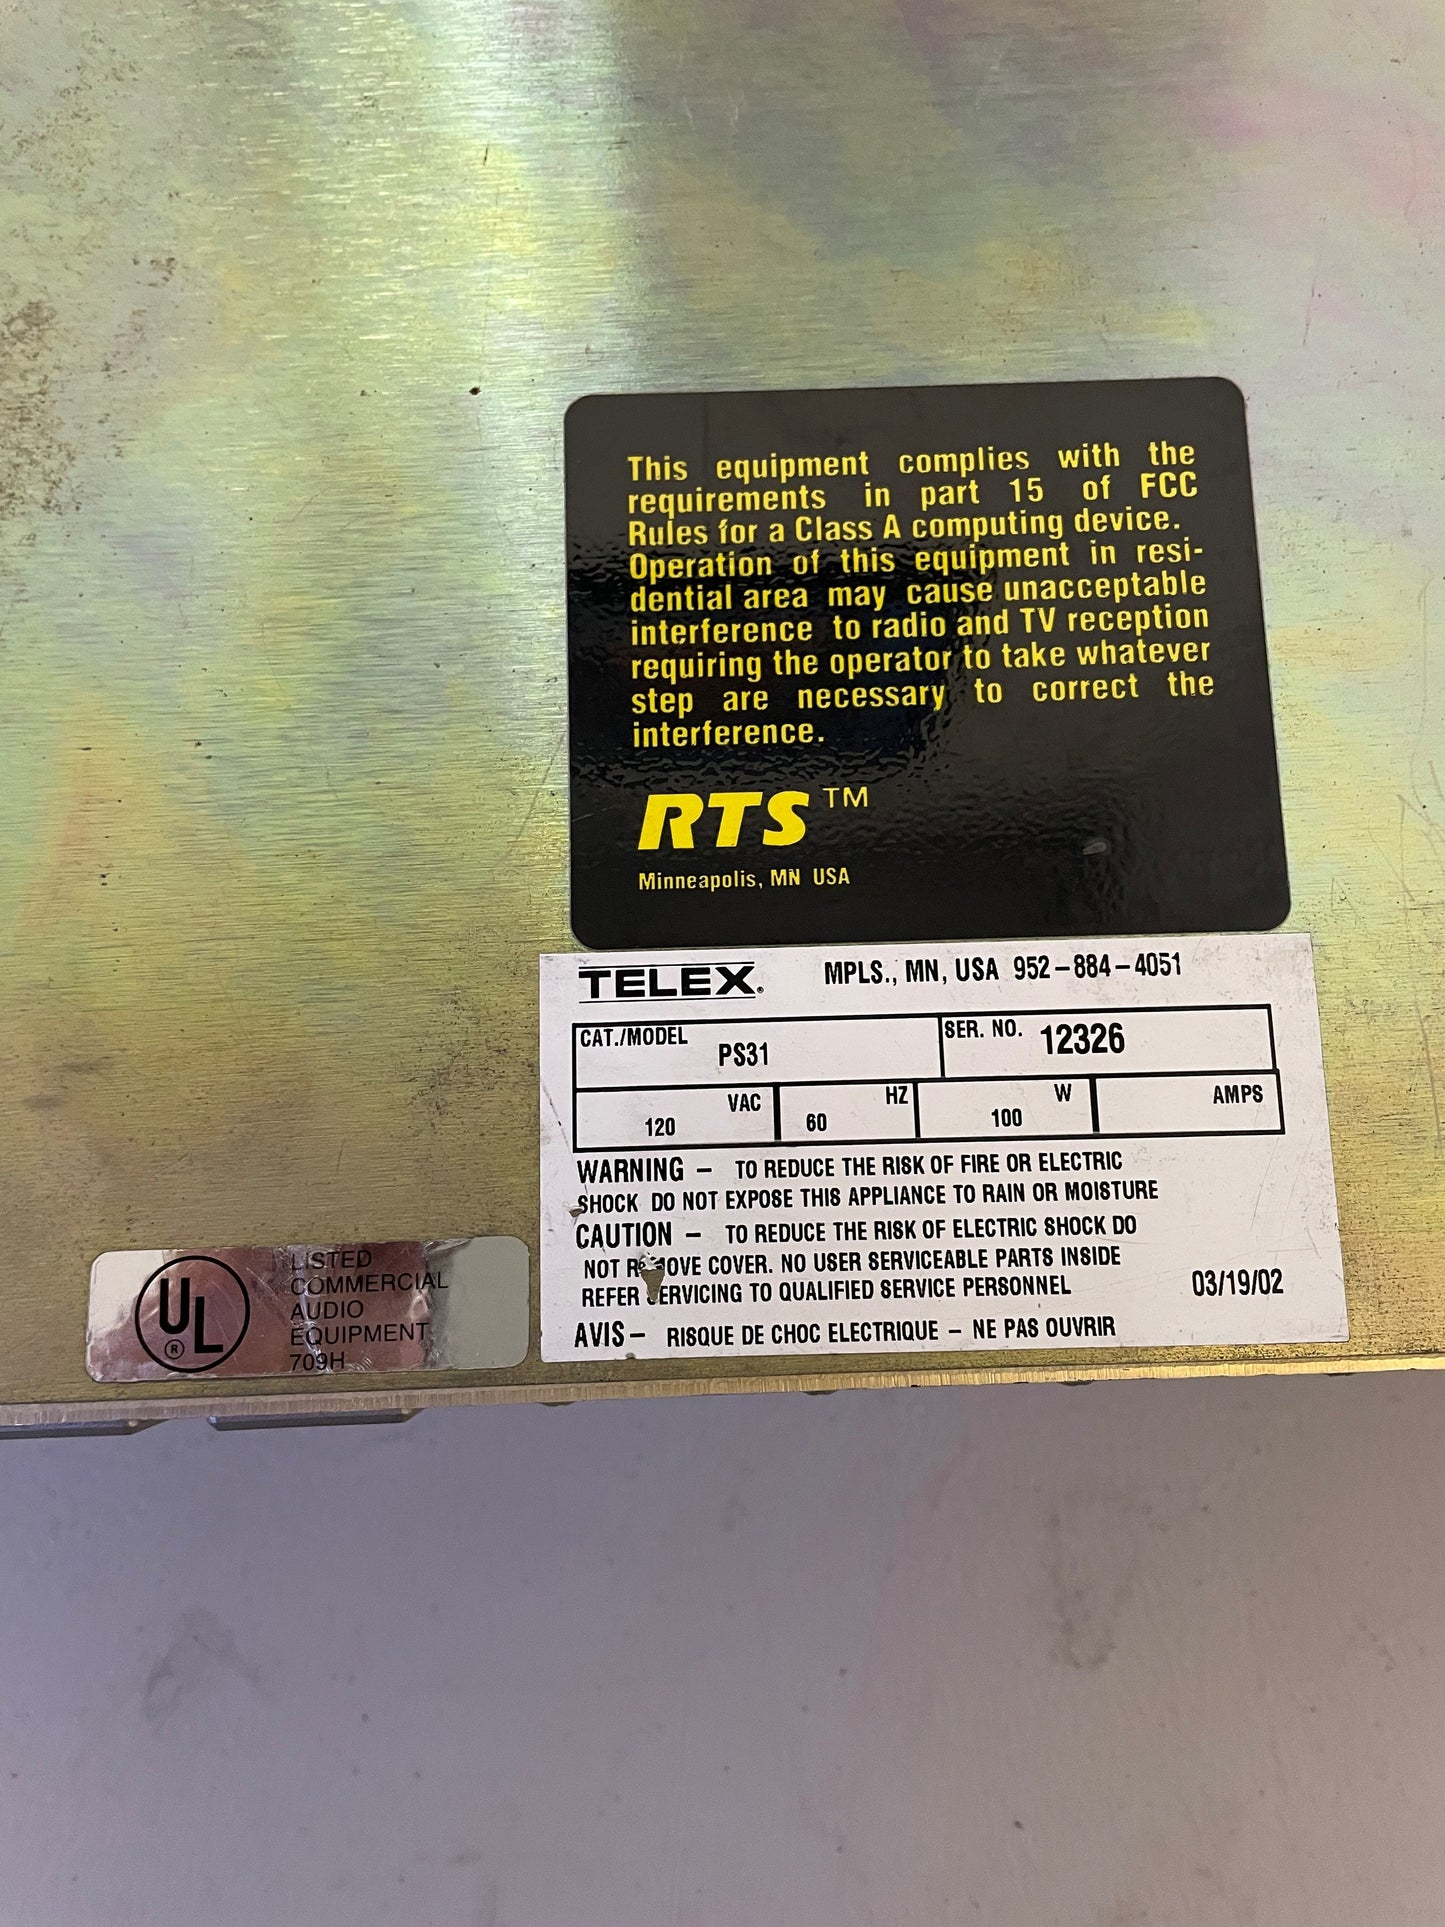 This equipment complies with the
requirements in part 15 of FCC
Rules for a Class A computing device.
Operation of this equipment in resi-
dential area may cause unacceptable
interference to radio and TV reception
requiring the operator to take whatever
step are necessary to correct the
interference.
RTS™
Minneapolis, MN USA
TELEX® MPLS., MN, USA 952-884-4051
CAT./MODEL PS31 SER. NO. 12326
120 VAC 60 HZ 100 W AMPS
WARNING - TO REDUCE THE RISK OF FIRE OR ELECTRIC
SHOCK DO NOT EXPOSE THIS APPLIANCE TO RAIN OR MOISTURE
CAUTION - TO REDUCE THE RISK OF ELECTRIC SHOCK DO
NOT REMOVE COVER. NO USER SERVICEABLE PARTS INSIDE
REFER SERVICING TO QUALIFIED SERVICE PERSONNEL 03/19/02
AVIS- RISQUE DE CHOC ELECTRIQUE - NE PAS OUVRIR
UL®
LISTED
COMMERCIAL
AUDIO
EQUIPMENT
709H